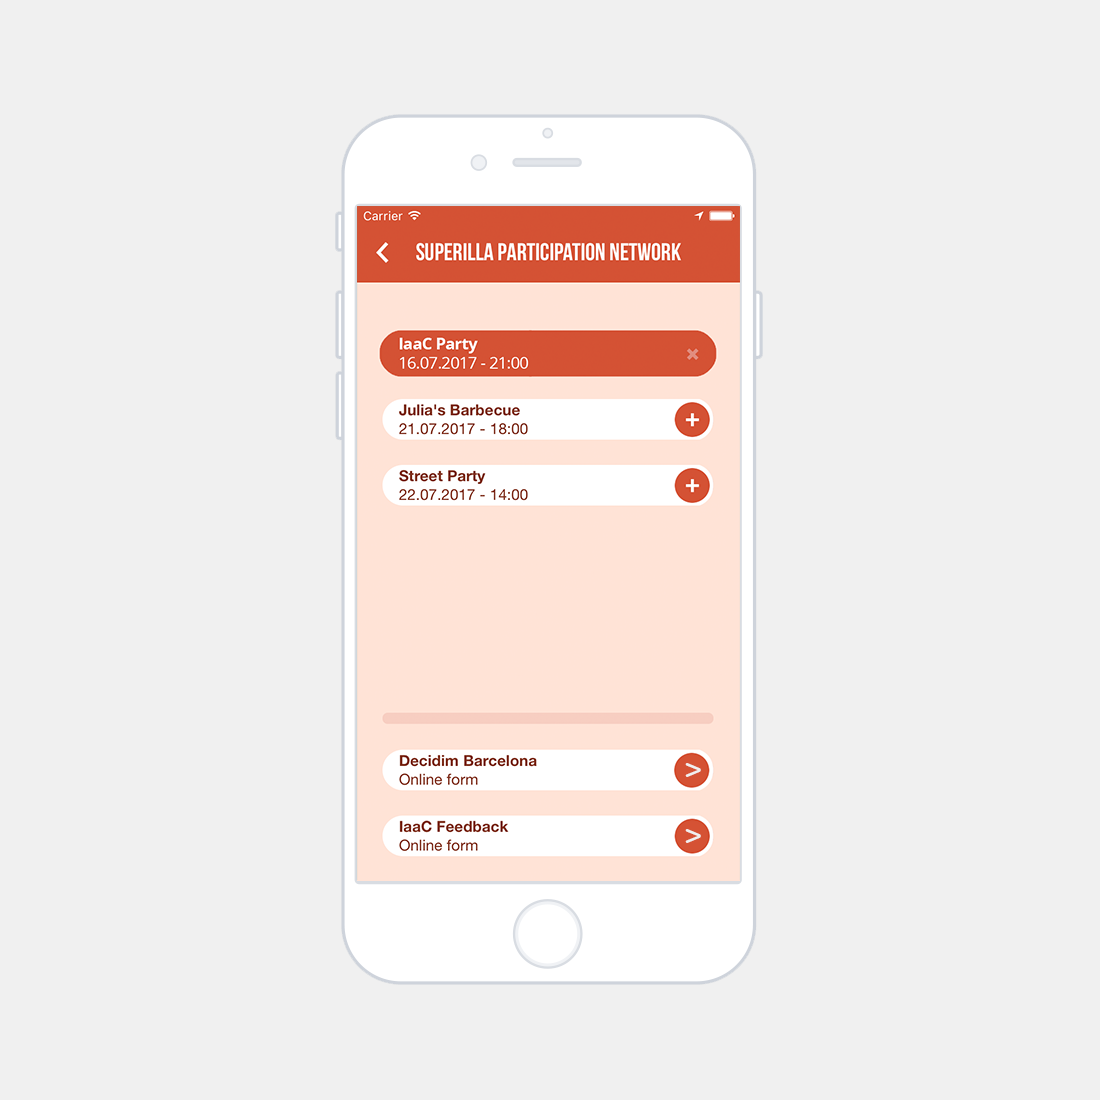 Carrier
SUPERILLA PARTICIPATION NETWORK
IaaC Party
16.07.2017 - 21:00
Julia's Barbecue
21.07.2017 - 18:00
+
Street Party
22.07.2017 - 14:00
+
Decidim Barcelona
Online form
>
IaaC Feedback
Online form
>